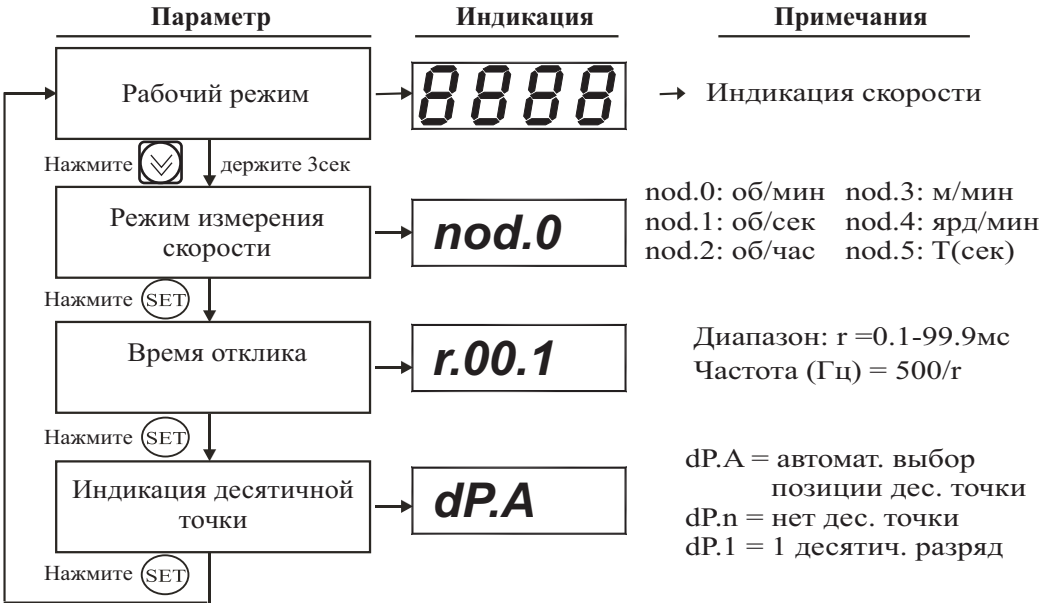 Параметр Индикация Примечания
Рабочий режим 8888 Индикация скорости
Нажмите держите 3сек
Режим измерения
скорости
nod.0
nod.0: об/мин nod.3: м/мин
nod.1: об/сек nod.4: ярд/мин
nod.2: об/час nod.5: Т(сек)
Нажмите SET
Время отклика
r.00.1
Диапазон: r =0.1-99.9мс
Частота (Гц) = 500/r
Нажмите SET
Индикация десятичной
точки
dP.A
dP.A = автомат. выбор
позиции дес. точки
dP.n = нет дес. точки
dP.1 = 1 десятич. разряд
Нажмите SET